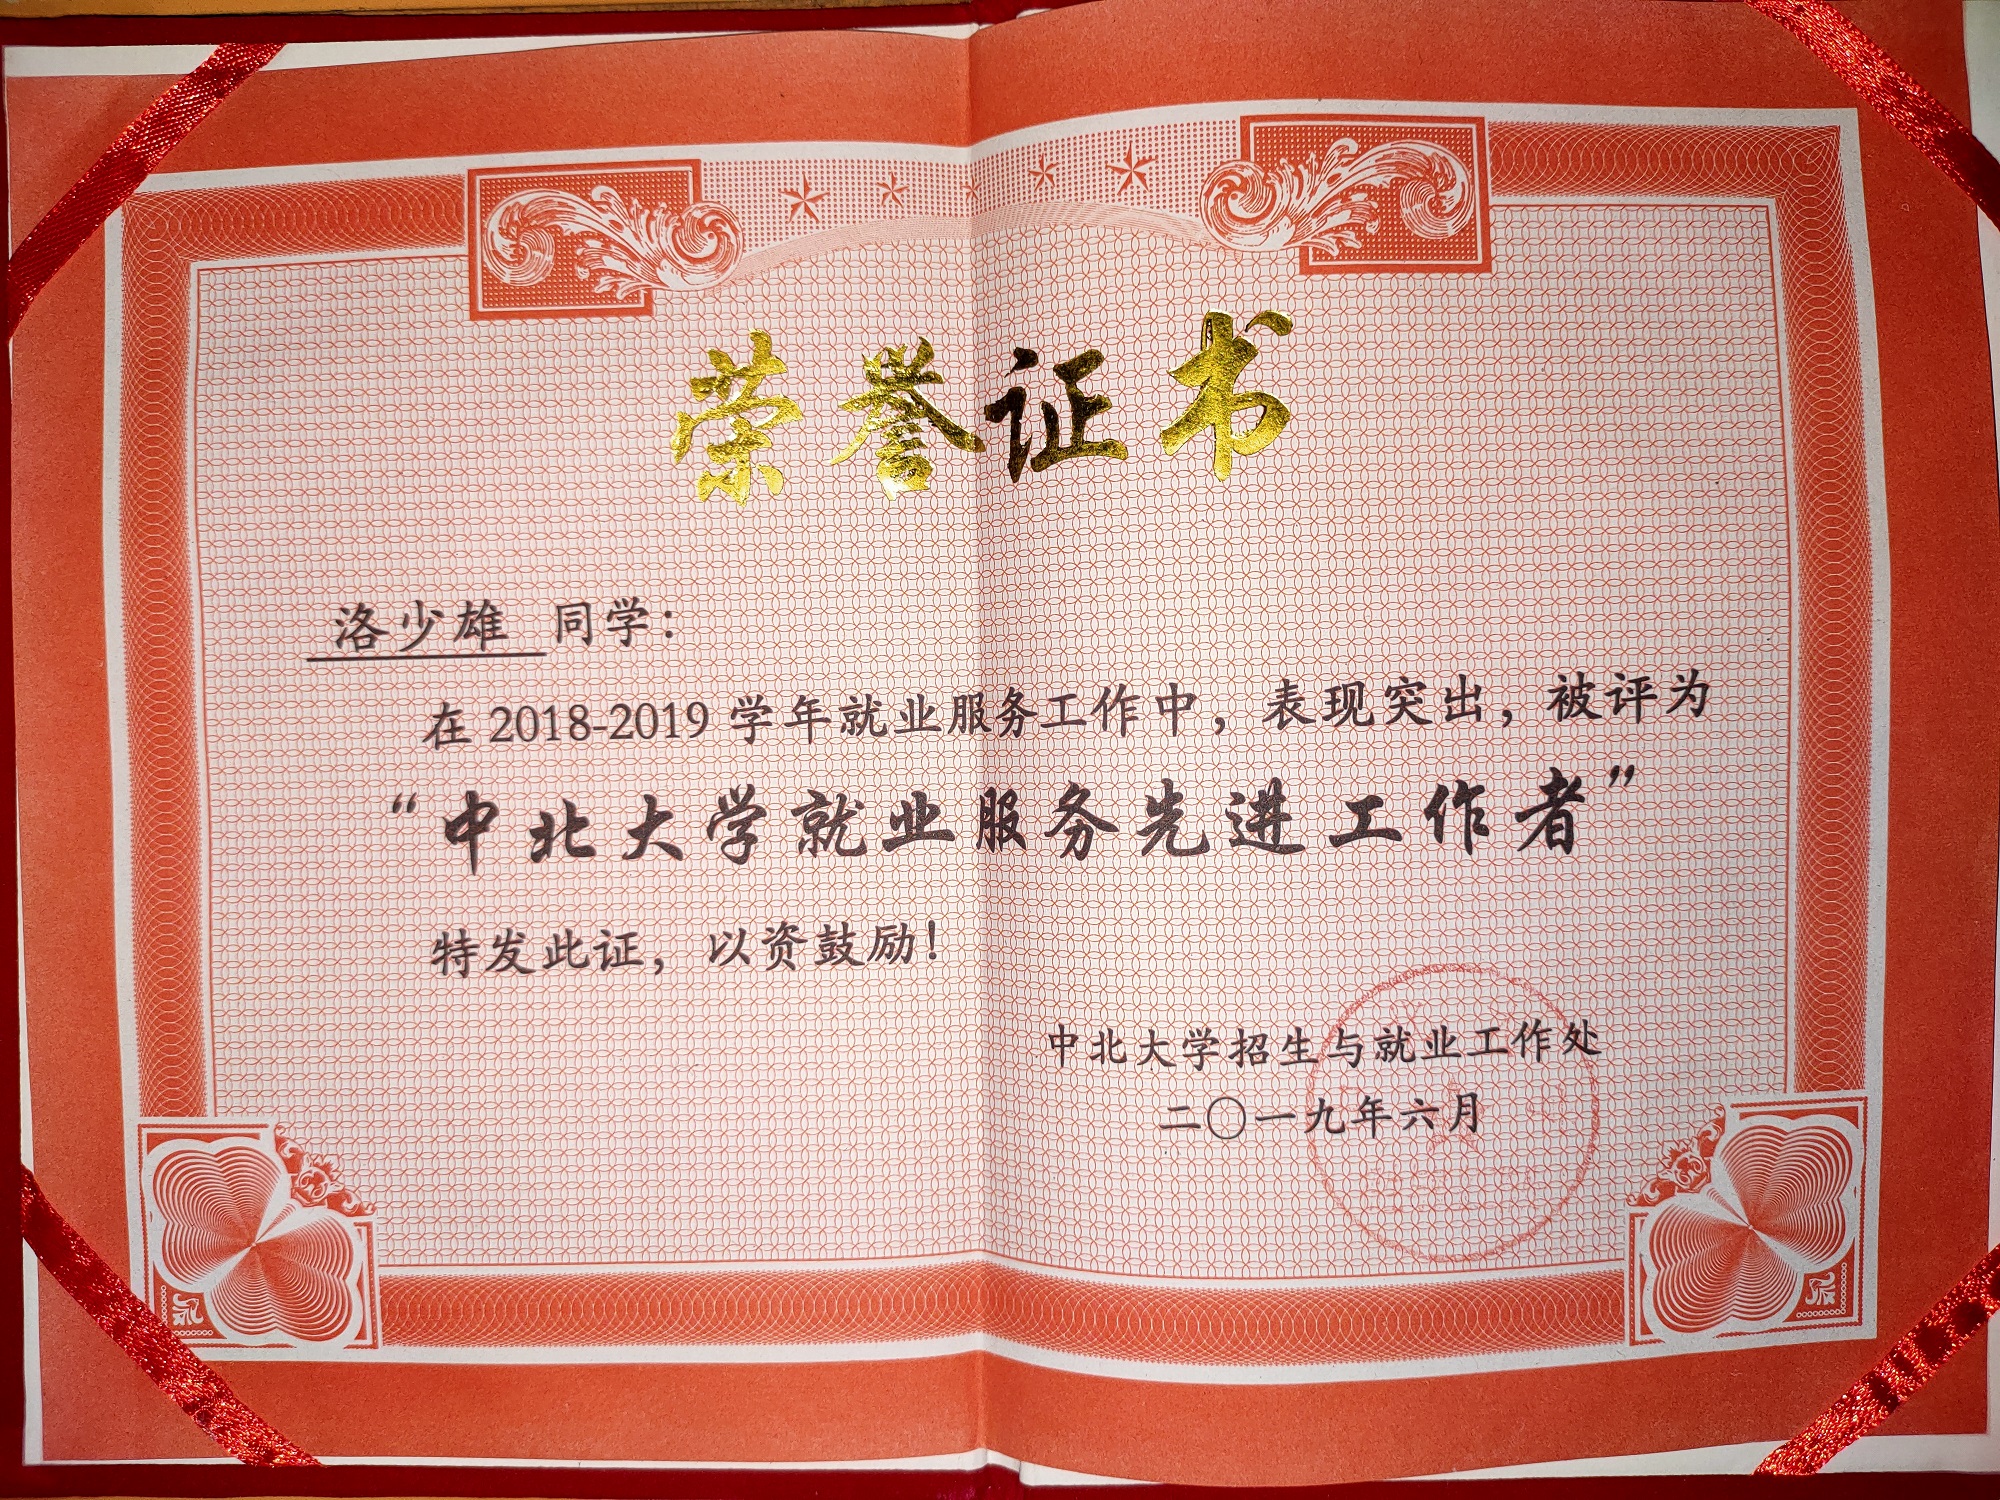 荣誉证书
洛少雄 同学：
在 2018-2019 学年就业服务工作中，表现突出，被评为
“中北大学就业服务先进工作者”
特发此证，以资鼓励！
中北大学招生与就业工作处
二〇一九年六月